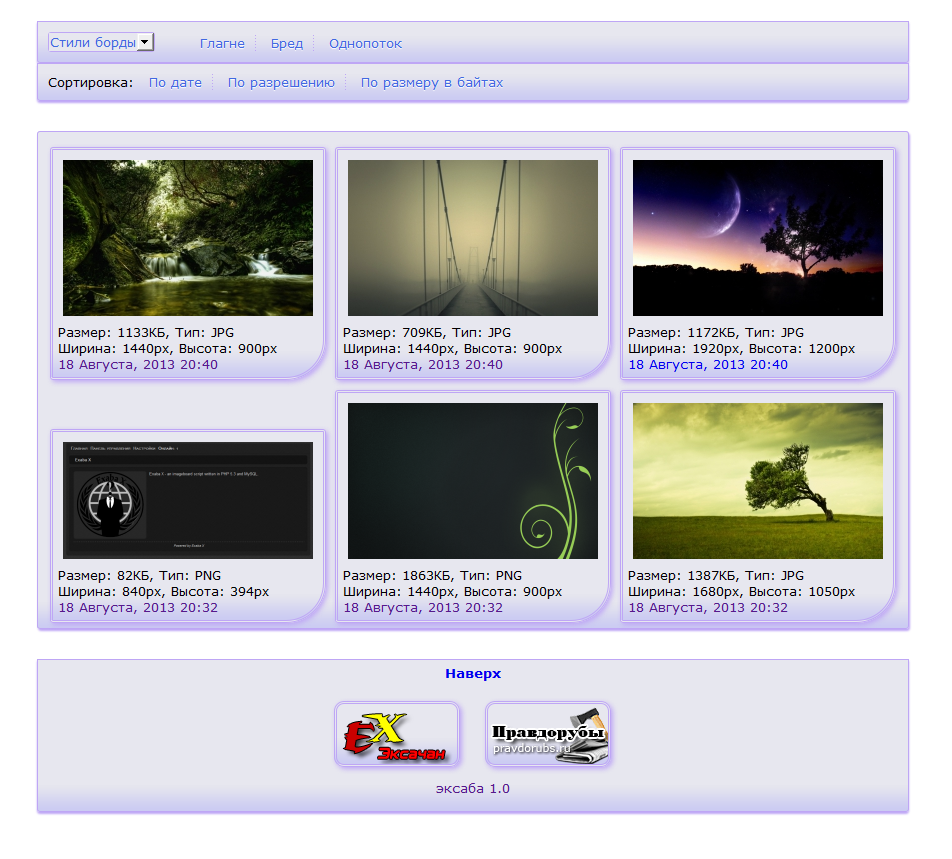 Стили борды Глагне Бред Однопоток
Сортировка: По дате По разрешению По размеру в байтах
Размер: 1133КБ, Тип: JPG
Ширина: 1440px, Высота: 900px
18 Августа, 2013 20:40
Размер: 709КБ, Тип: JPG
Ширина: 1440px, Высота: 900px
18 Августа, 2013 20:40
Размер: 1172КБ, Тип: JPG
Ширина: 1920px, Высота: 1200px
18 Августа, 2013 20:40
Exaba X
Exaba X - an imageboard script written in PHP 5.3 and MySQL
Powered by Exaba X
Размер: 82КБ, Тип: PNG
Ширина: 840px, Высота: 394px
18 Августа, 2013 20:32
Размер: 1863КБ, Тип: PNG
Ширина: 1440px, Высота: 900px
18 Августа, 2013 20:32
Размер: 1387КБ, Тип: JPG
Ширина: 1680px, Высота: 1050px
18 Августа, 2013 20:32
Наверх
EX
Эксачан
Правдорубы
pravdorubs.ru
эксаба 1.0